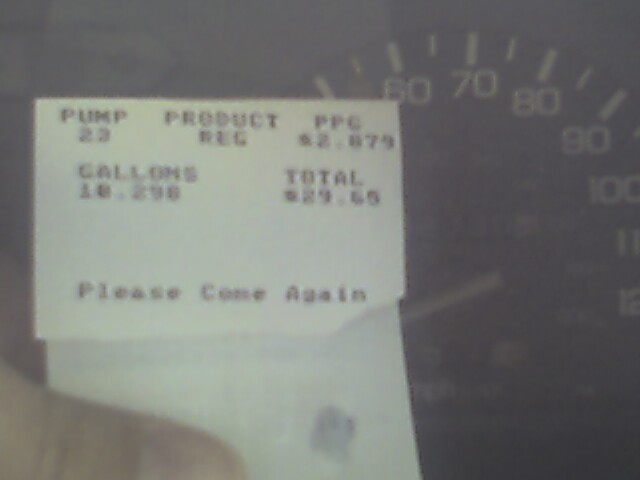 60 70 80
90
100
PUMP PRODUCT PPG
23 REG $2.879
GALLONS TOTAL
10.298 $29.65
Please Come Again
mph